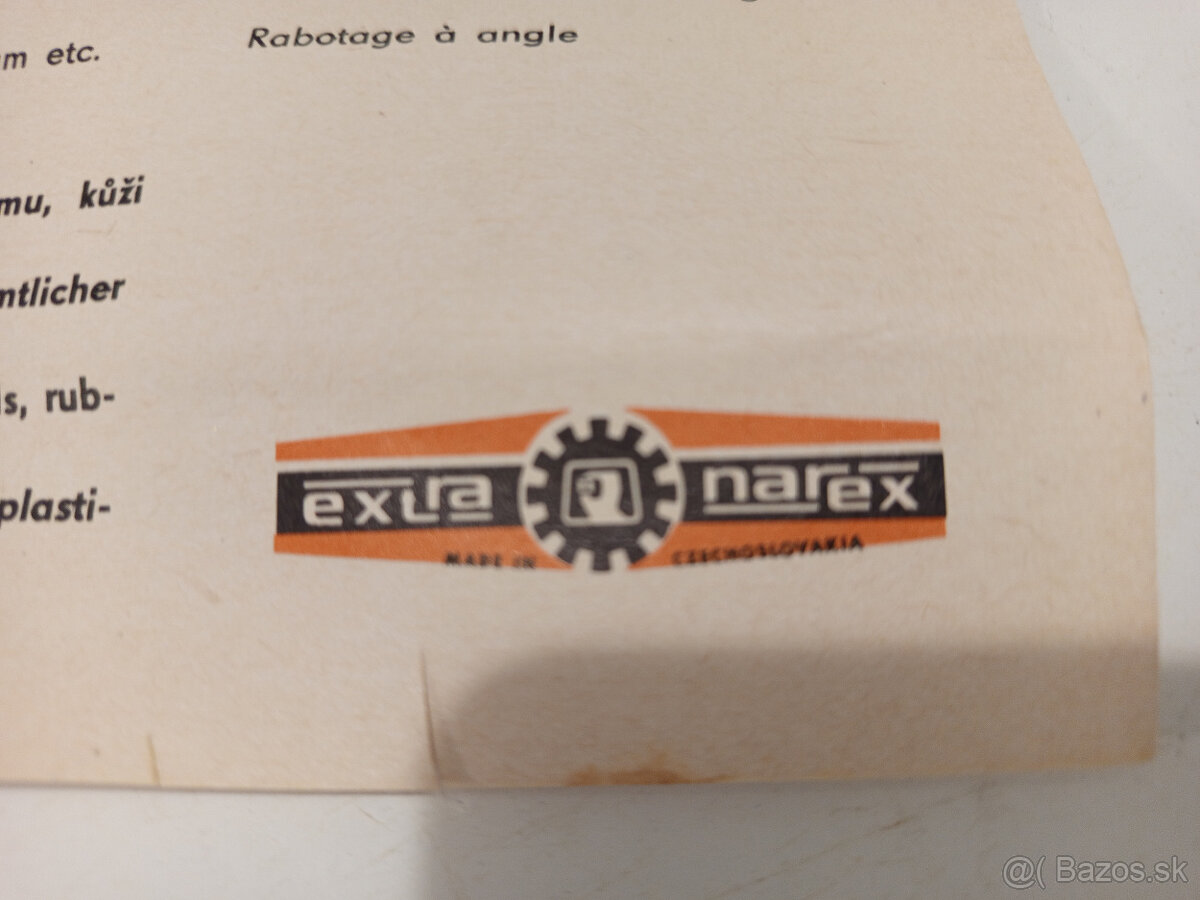 m etc.
mu, kůži
ntlicher
s, rub-
plasti-
Rabotage à angle
extra narex
MADE IN CZECHOSLOVAKIA
@( Bazos.sk